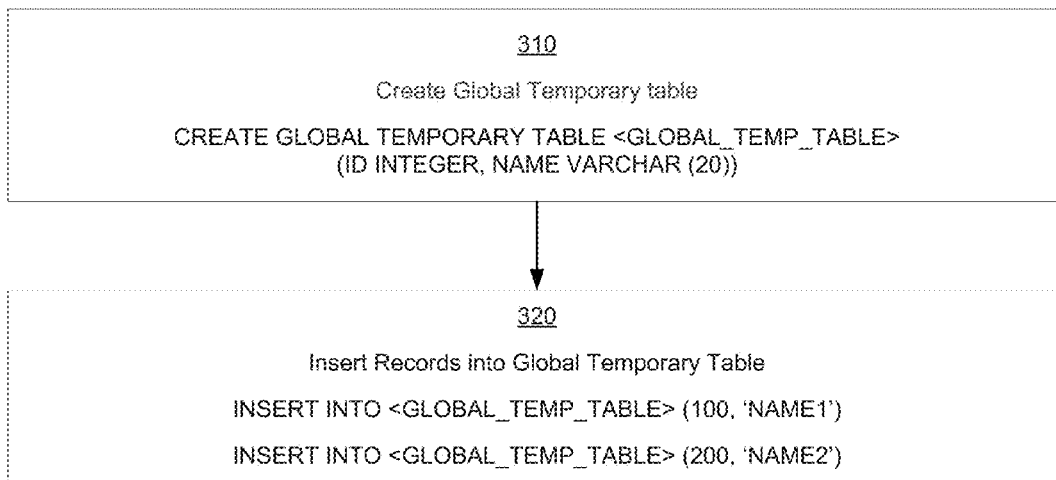 310
Create Global Temporary table
CREATE GLOBAL TEMPORARY TABLE <GLOBAL_TEMP_TABLE>
(ID INTEGER, NAME VARCHAR (20))
320
Insert Records into Global Temporary Table
INSERT INTO <GLOBAL_TEMP_TABLE> (100, ‘NAME1’)
INSERT INTO <GLOBAL_TEMP_TABLE> (200, ‘NAME2’)